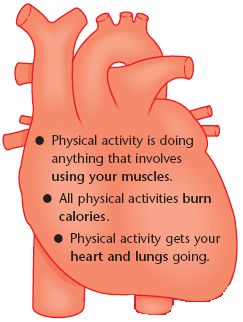 ● Physical activity is doing
anything that involves
using your muscles.
● All physical activities burn
calories.
● Physical activity gets your
heart and lungs going.